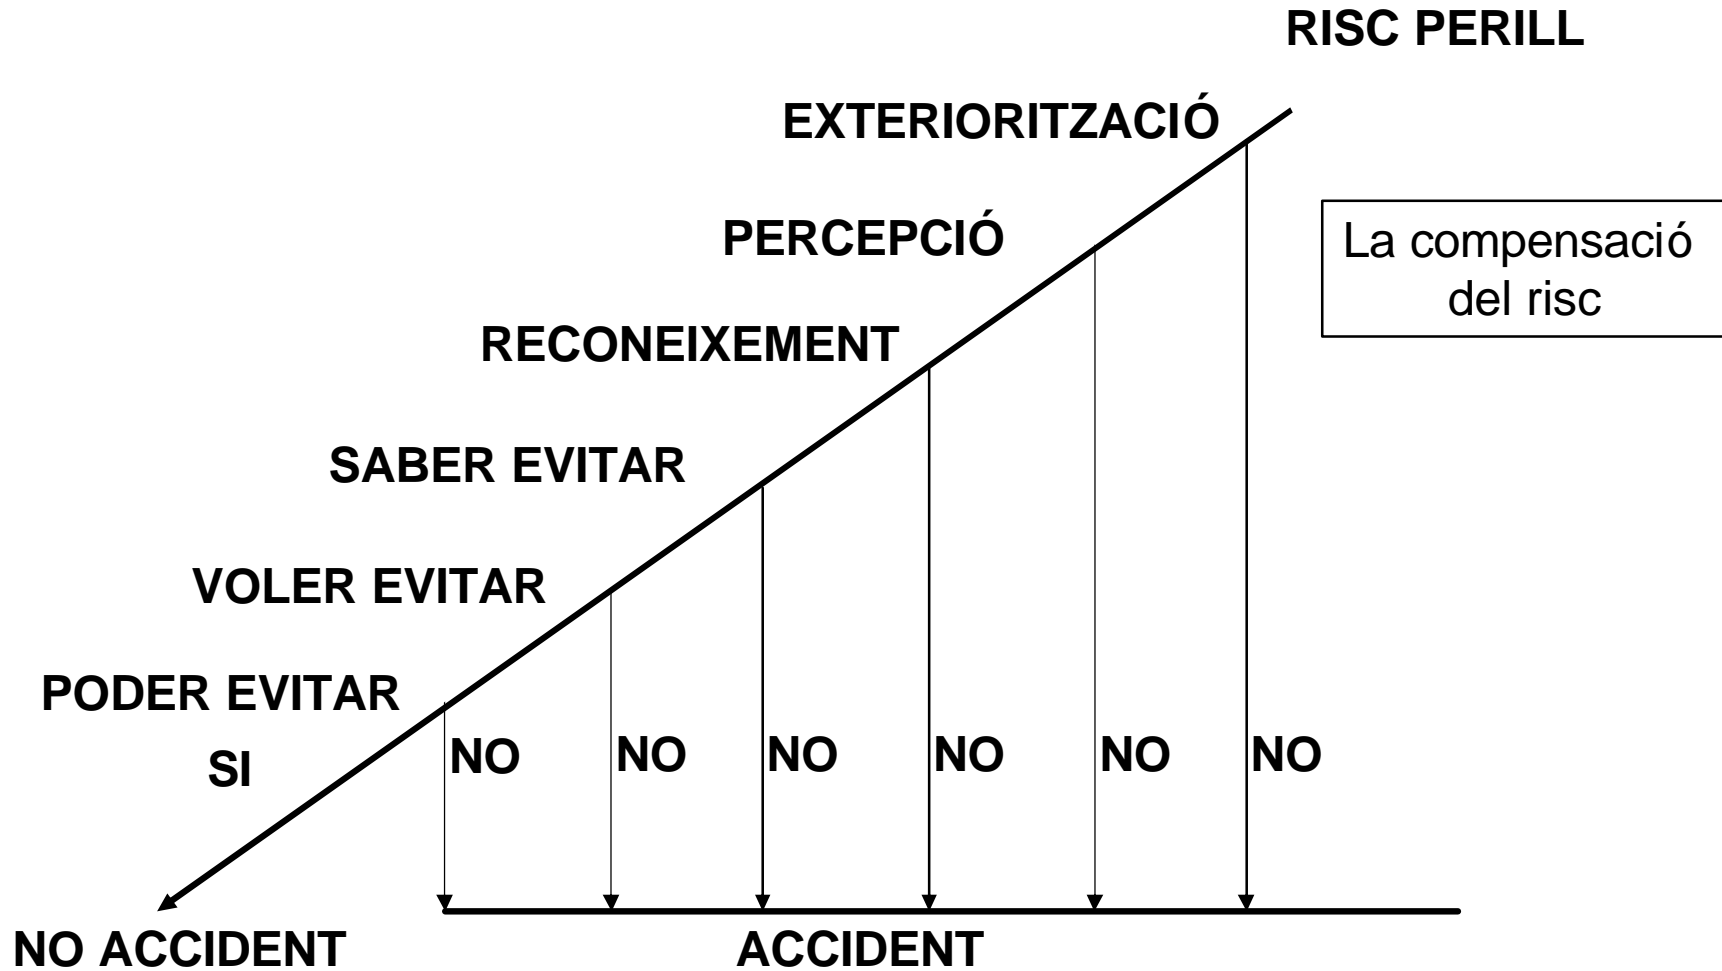 RISC PERILL
EXTERIORITZACIÓ
PERCEPCIÓ
La compensació
del risc
RECONEIXEMENT
SABER EVITAR
VOLER EVITAR
PODER EVITAR
SI
NO NO NO NO NO NO
NO ACCIDENT
ACCIDENT